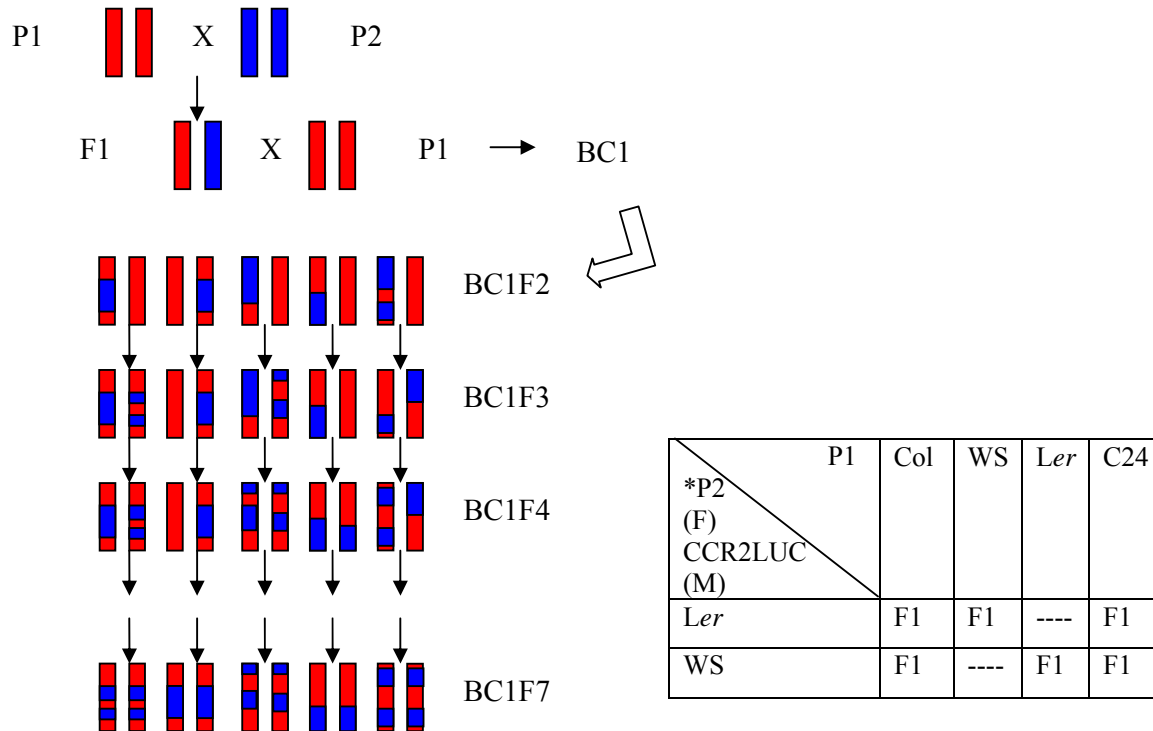 P1 X P2
F1 X P1 BC1
BC1F2
BC1F3
BC1F4
BC1F7
P1 Col WS Ler C24
*P2
(F)
CCR2LUC
(M)
Ler F1 F1 ---- F1
WS F1 ---- F1 F1